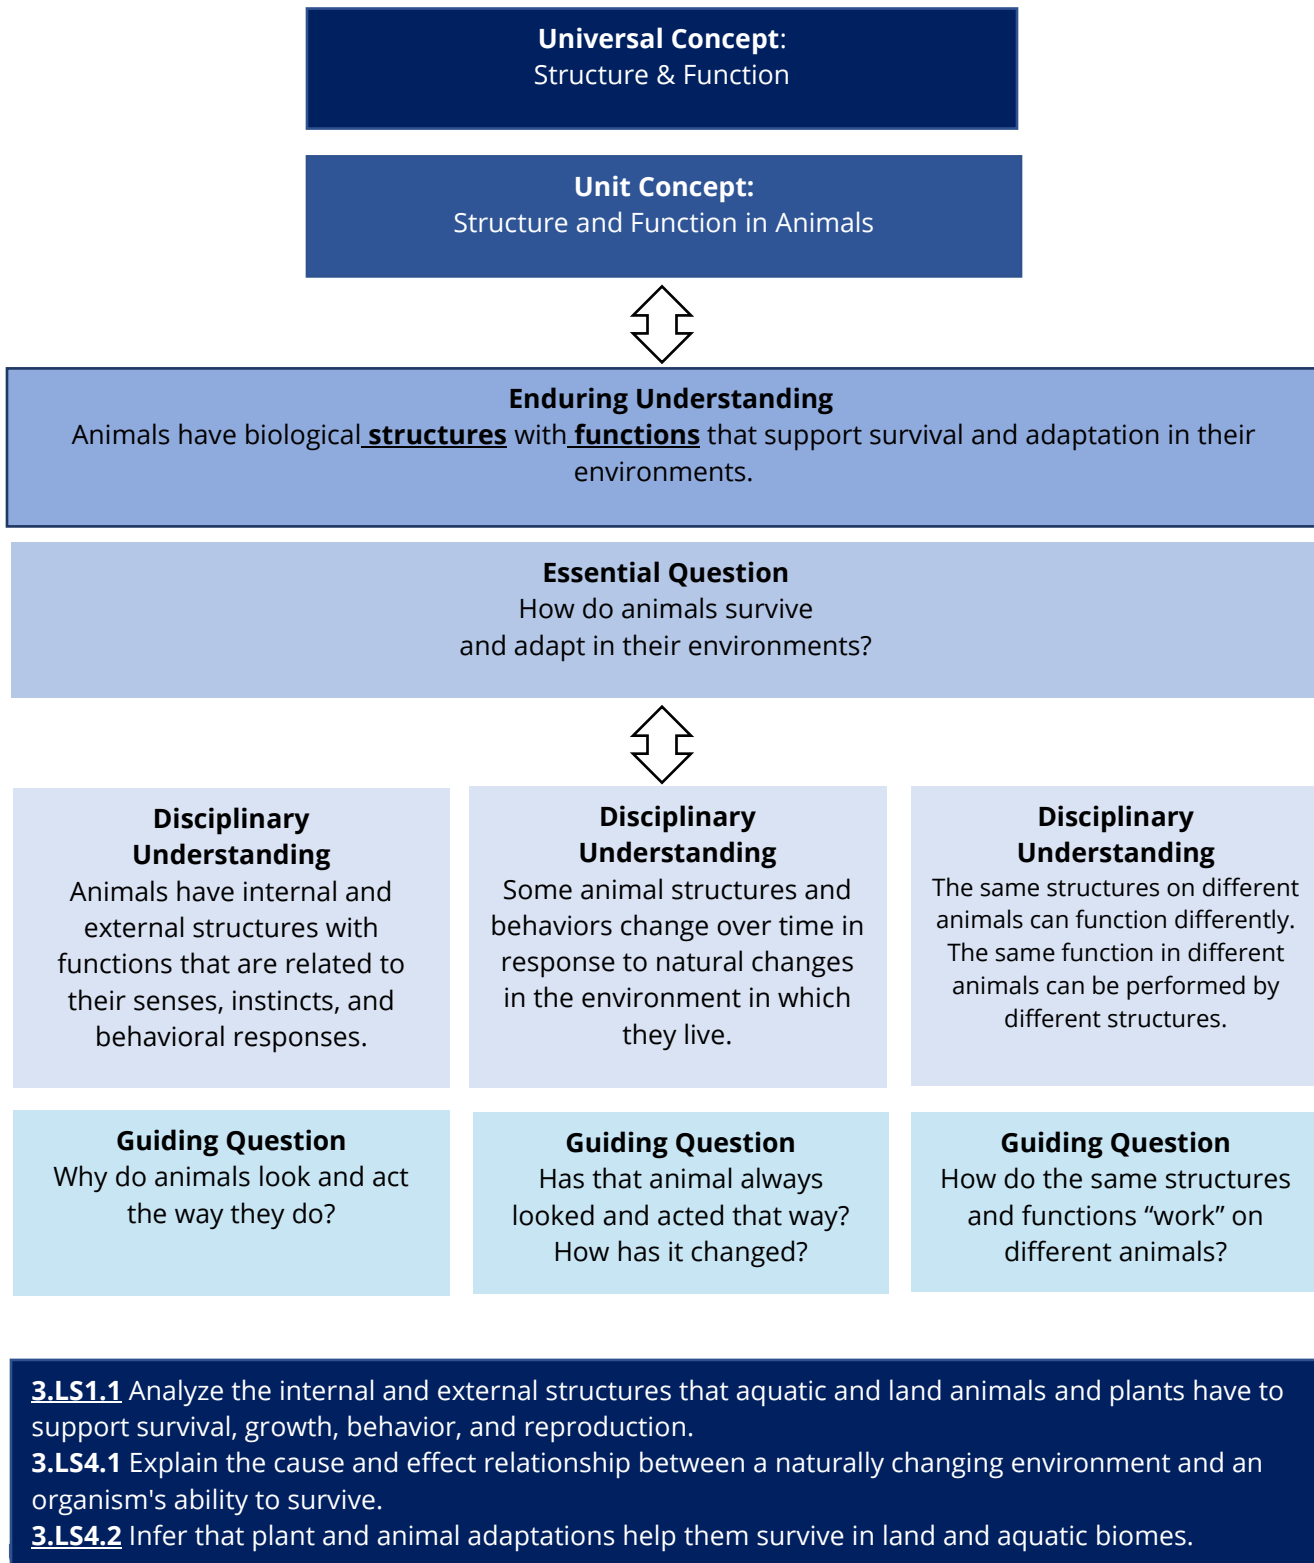 Universal Concept:
Structure & Function
Unit Concept:
Structure and Function in Animals
Enduring Understanding
Animals have biological structures with functions that support survival and adaptation in their
environments.
Essential Question
How do animals survive
and adapt in their environments?
Disciplinary
Understanding
Animals have internal and
external structures with
functions that are related to
their senses, instincts, and
behavioral responses.
Disciplinary
Understanding
Some animal structures and
behaviors change over time in
response to natural changes
in the environment in which
they live.
Disciplinary
Understanding
The same structures on different
animals can function differently.
The same function in different
animals can be performed by
different structures.
Guiding Question
Why do animals look and act
the way they do?
Guiding Question
Has that animal always
looked and acted that way?
How has it changed?
Guiding Question
How do the same structures
and functions “work” on
different animals?
3.LS1.1 Analyze the internal and external structures that aquatic and land animals and plants have to
support survival, growth, behavior, and reproduction.
3.LS4.1 Explain the cause and effect relationship between a naturally changing environment and an
organism's ability to survive.
3.LS4.2 Infer that plant and animal adaptations help them survive in land and aquatic biomes.